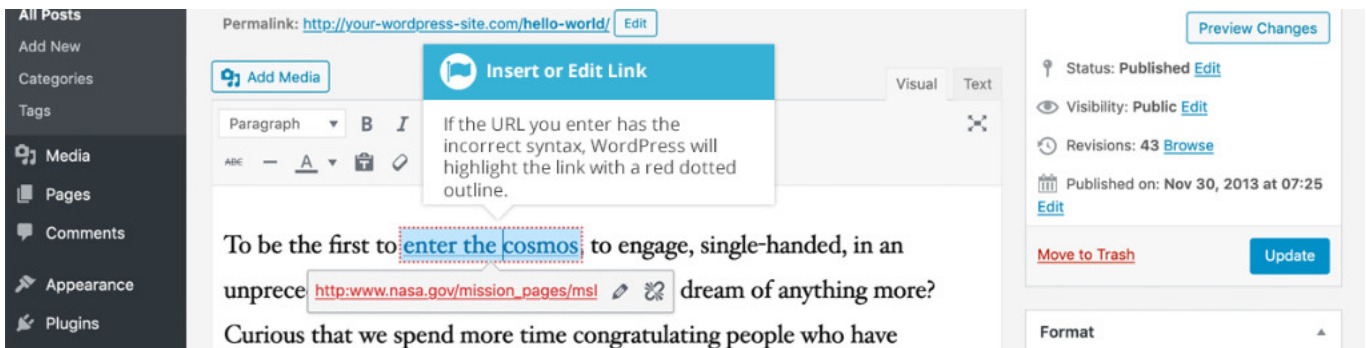 All Posts
Add New
Categories
Tags
Media
Pages
Comments
Appearance
Plugins
Permalink: http://your-wordpress-site.com/hello-world/ Edit
Add Media
Visual Text
Paragraph B I
ABC A
Insert or Edit Link
If the URL you enter has the
incorrect syntax, WordPress will
highlight the link with a red dotted
outline.
To be the first to enter the cosmos, to engage, single-handed, in an
unprece http:www.nasa.gov/mission_pages/msl dream of anything more?
Curious that we spend more time congratulating people who have
Preview Changes
Status: Published Edit
Visibility: Public Edit
Revisions: 43 Browse
Published on: Nov 30, 2013 at 07:25
Edit
Move to Trash Update
Format